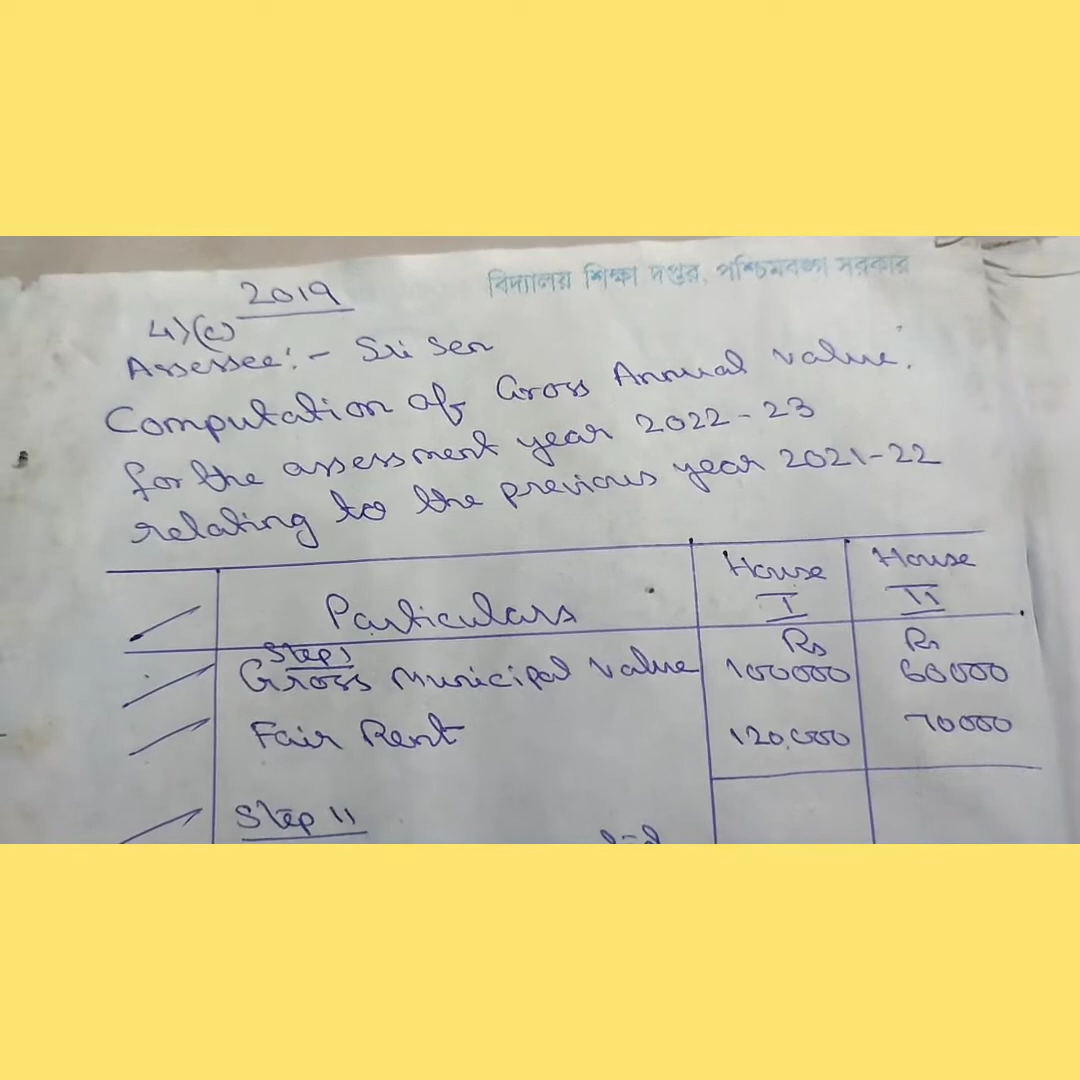 বিদ্যালয় শিক্ষা দপ্তর, পশ্চিমবঙ্গ সরকার
2019
4)(c)
Assessee:- Sri Sen
Computation of Gross Annual value.
for the assessment year 2022-23
relating to the previous year 2021-22
Particulars House I House II
Rs Rs
Step 1
Gross Municipal Value 100000 60000
Fair Rent 120,000 70000
Step 11